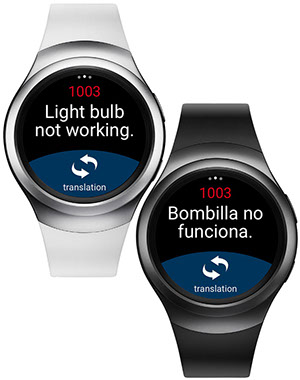 1003
Light bulb
not working.
translation
1003
Bombilla no
funciona.
translation